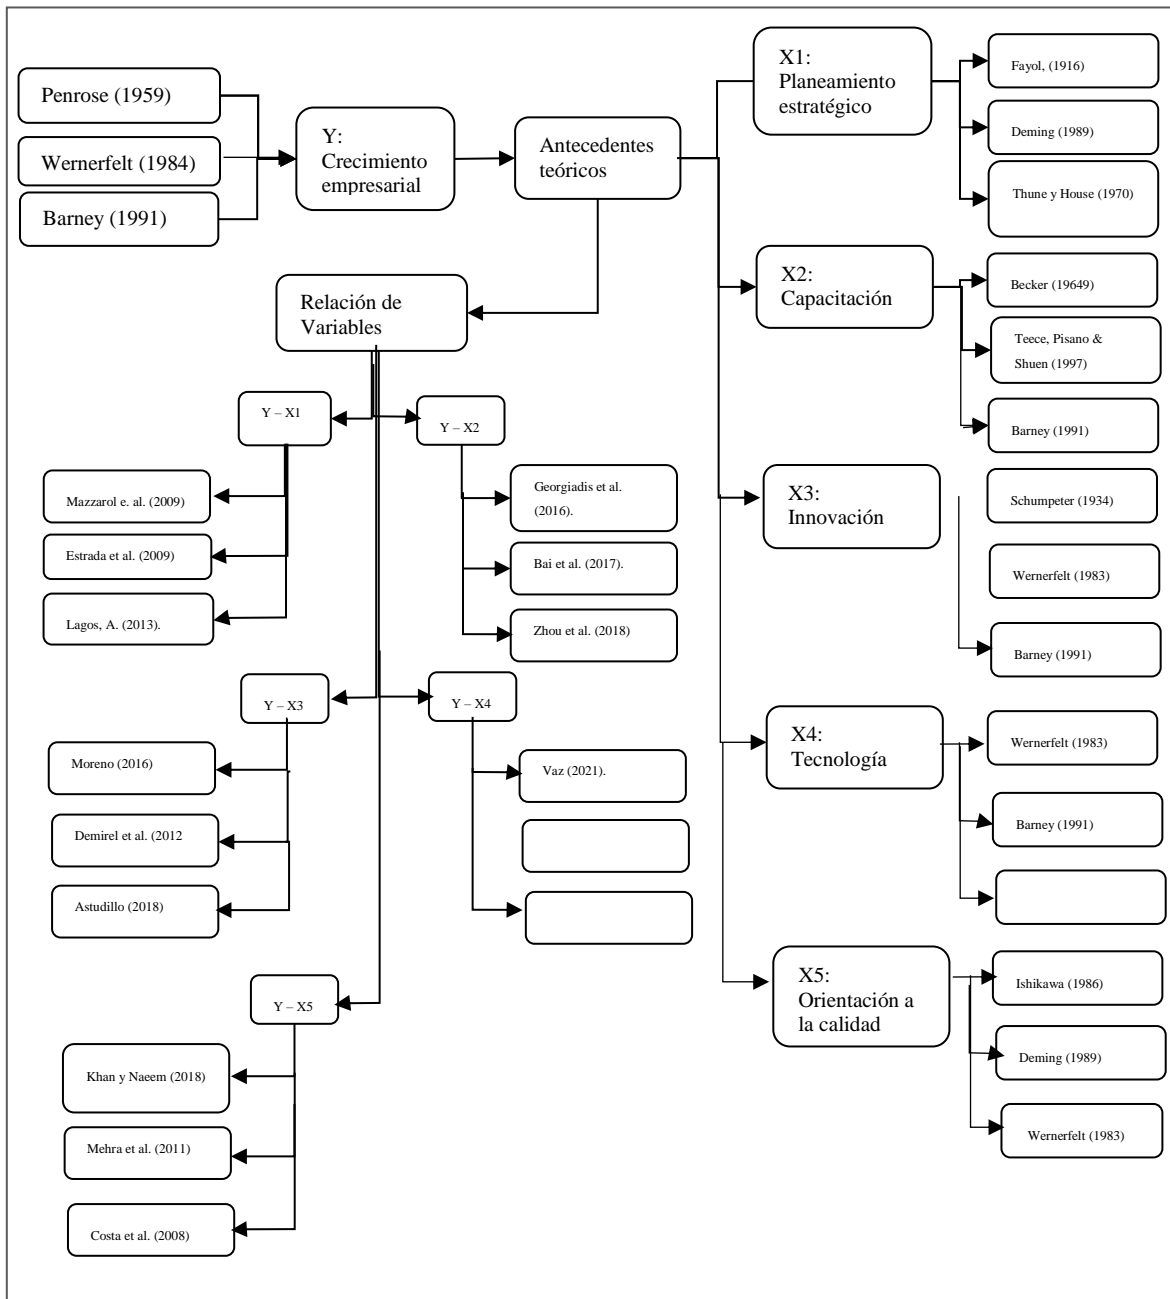 Penrose (1959)
Wernerfelt (1984)
Barney (1991)
Y:
Crecimiento
empresarial
Antecedentes
teóricos
X1:
Planeamiento
estratégico
Fayol, (1916)
Deming (1989)
Thune y House (1970)
X2:
Capacitación
Becker (19649)
Teece, Pisano &
Shuen (1997)
Barney (1991)
X3:
Innovación
Schumpeter (1934)
Wernerfelt (1983)
Barney (1991)
X4:
Tecnología
Wernerfelt (1983)
Barney (1991)
X5:
Orientación a
la calidad
Ishikawa (1986)
Deming (1989)
Wernerfelt (1983)
Relación de
Variables
Y – X1
Mazzarol e. al. (2009)
Estrada et al. (2009)
Lagos, A. (2013).
Y – X2
Georgiadis et al.
(2016).
Bai et al. (2017).
Zhou et al. (2018)
Y – X3
Moreno (2016)
Demirel et al. (2012
Astudillo (2018)
Y – X4
Vaz (2021).
Y – X5
Khan y Naeem (2018)
Mehra et al. (2011)
Costa et al. (2008)